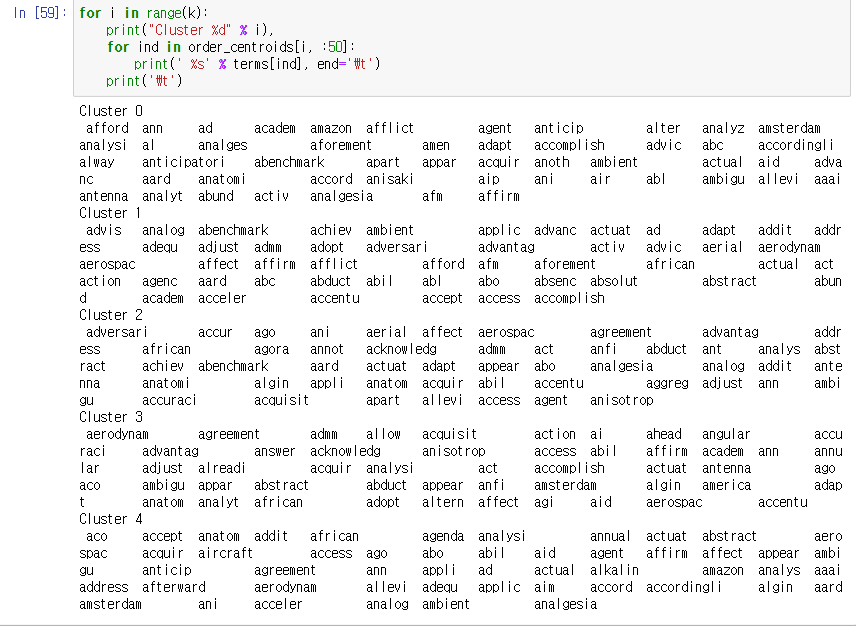 In [59]: for i in range(k):
print("Cluster %d" % i),
for ind in order_centroids[i, :50]:
print(' %s' % terms[ind], end='₩t')
print('₩t')
Cluster 0
afford ann ad academ amazon afflict agent anticip alter analyz amsterdam
analysi al analges aforement amen adapt accomplish advic abc accordingli
alway anticipatori abenchmark apart appar acquir anoth ambient actual aid adva
nc aard anatomi accord anisaki aip ani air abl ambigu allevi aaai
antenna analyt abund activ analgesia afm affirm
Cluster 1
advis analog abenchmark achiev ambient applic advanc actuat ad adapt addit addr
ess adequ adjust admm adopt adversari advantag activ advic aerial aerodynam
aerospac affect affirm afflict afford afm aforement african actual act
action agenc aard abc abduct abil abl abo absenc absolut abstract abun
d academ acceler accentu accept access accomplish
Cluster 2
adversari accur ago ani aerial affect aerospac agreement advantag addr
ess african agora annot acknowledg admm act anfi abduct ant analys abst
ract achiev abenchmark aard actuat adapt appear abo analgesia analog addit ante
nna anatomi algin appli anatom acquir abil accentu aggreg adjust ann ambi
gu accuraci acquisit apart allevi access agent anisotrop
Cluster 3
aerodynam agreement admm allow acquisit action ai ahead angular accu
raci advantag answer acknowledg anisotrop access abil affirm academ ann annu
lar adjust alreadi acquir analysi act accomplish actuat antenna ago
aco ambigu appar abstract abduct appear anfi amsterdam algin america adap
t anatom analyt african adopt altern affect agi aid aerospac accentu
Cluster 4
aco accept anatom addit african agenda analysi annual actuat abstract aero
spac acquir aircraft access ago abo abil aid agent affirm affect appear ambi
gu anticip agreement ann appli ad actual alkalin amazon analys aaai
address afterward aerodynam allevi adequ applic aim accord accordingli algin aard
amsterdam ani acceler analog ambient analgesia